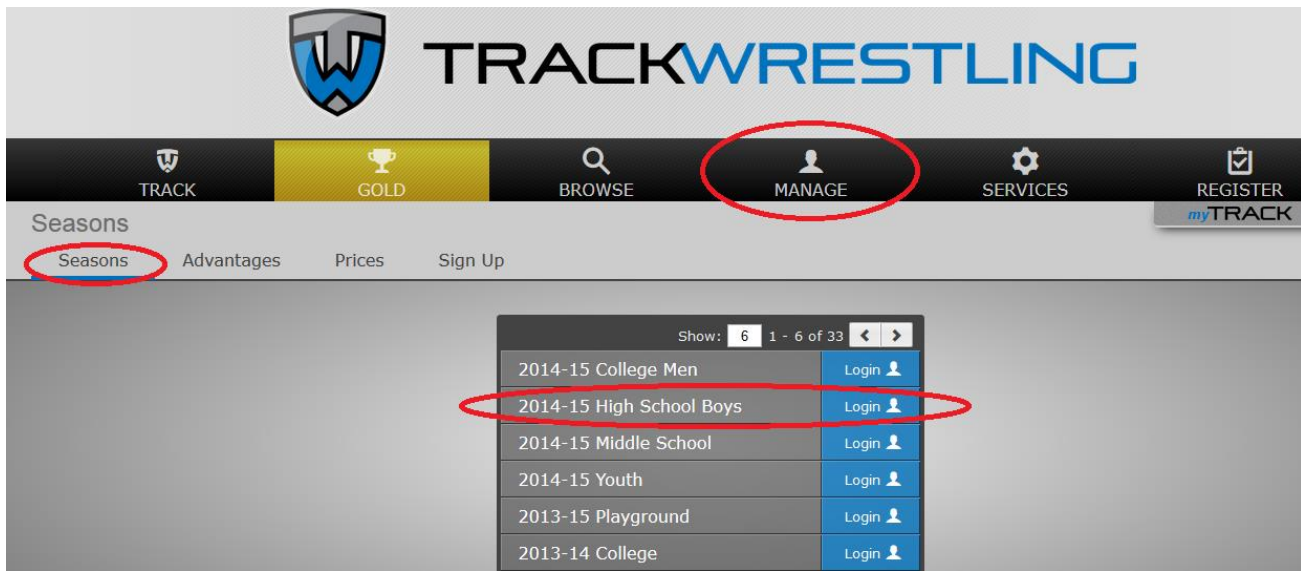 TRACKWRESTLING
TRACK GOLD BROWSE MANAGE SERVICES REGISTER
myTRACK
Seasons
Seasons Advantages Prices Sign Up
Show: 6 1 - 6 of 33
2014-15 College Men Login
2014-15 High School Boys Login
2014-15 Middle School Login
2014-15 Youth Login
2013-15 Playground Login
2013-14 College Login